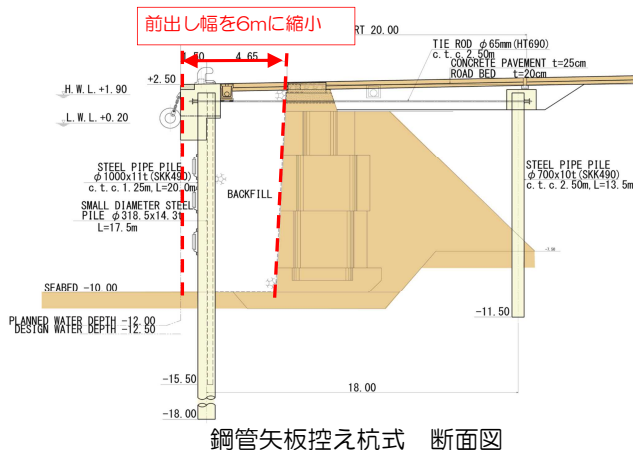 前出し幅を6mに縮小
RT 20.00
4.65
TIE ROD φ65mm(HT690)
c.t.c.2.50m
CONCRETE PAVEMENT t=25cm
ROAD BED t=20cm
+2.50
H.W.L.+1.90
L.W.L.+0.20
STEEL PIPE PILE
φ1000x11t(SKK490)
c.t.c.1.25m,L=20.0m
SMALL DIAMETER STEEL
PILE φ318.5x14.3t
L=17.5m
BACKFILL
STEEL PIPE PILE
φ700x10t(SKK490)
c.t.c.2.50m,L=13.5m
SEABED -10.00
PLANNED WATER DEPTH -12.00
DESIGN WATER DEPTH -12.50
-11.50
-15.50
18.00
-18.00
鋼管矢板控え杭式 断面図